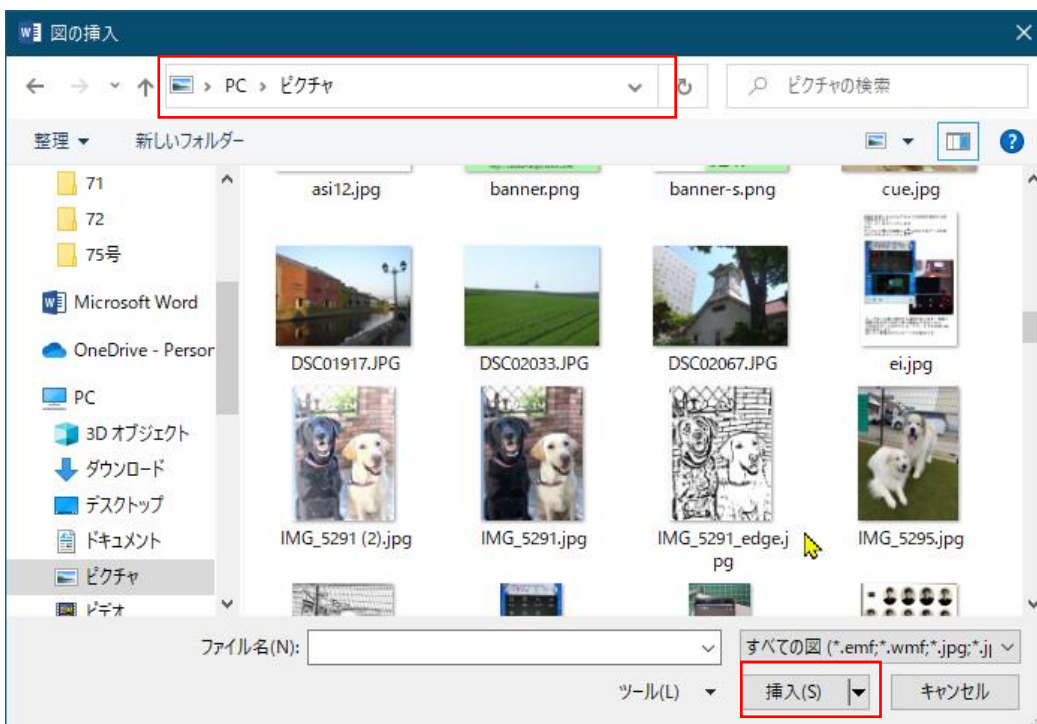 図の挿入
PC › ピクチャ
ピクチャの検索
整理
新しいフォルダー
71
72
75号
Microsoft Word
OneDrive - Person
PC
3D オブジェクト
ダウンロード
デスクトップ
ドキュメント
ピクチャ
ビデオ
asi12.jpg
banner.png
banner-s.png
cue.jpg
DSC01917.JPG
DSC02033.JPG
DSC02067.JPG
ei.jpg
IMG_5291 (2).jpg
IMG_5291.jpg
IMG_5291_edge.j
pg
IMG_5295.jpg
ファイル名(N):
すべての図 (*.emf;*.wmf;*.jpg;*.j
ツール(L)
挿入(S)
キャンセル